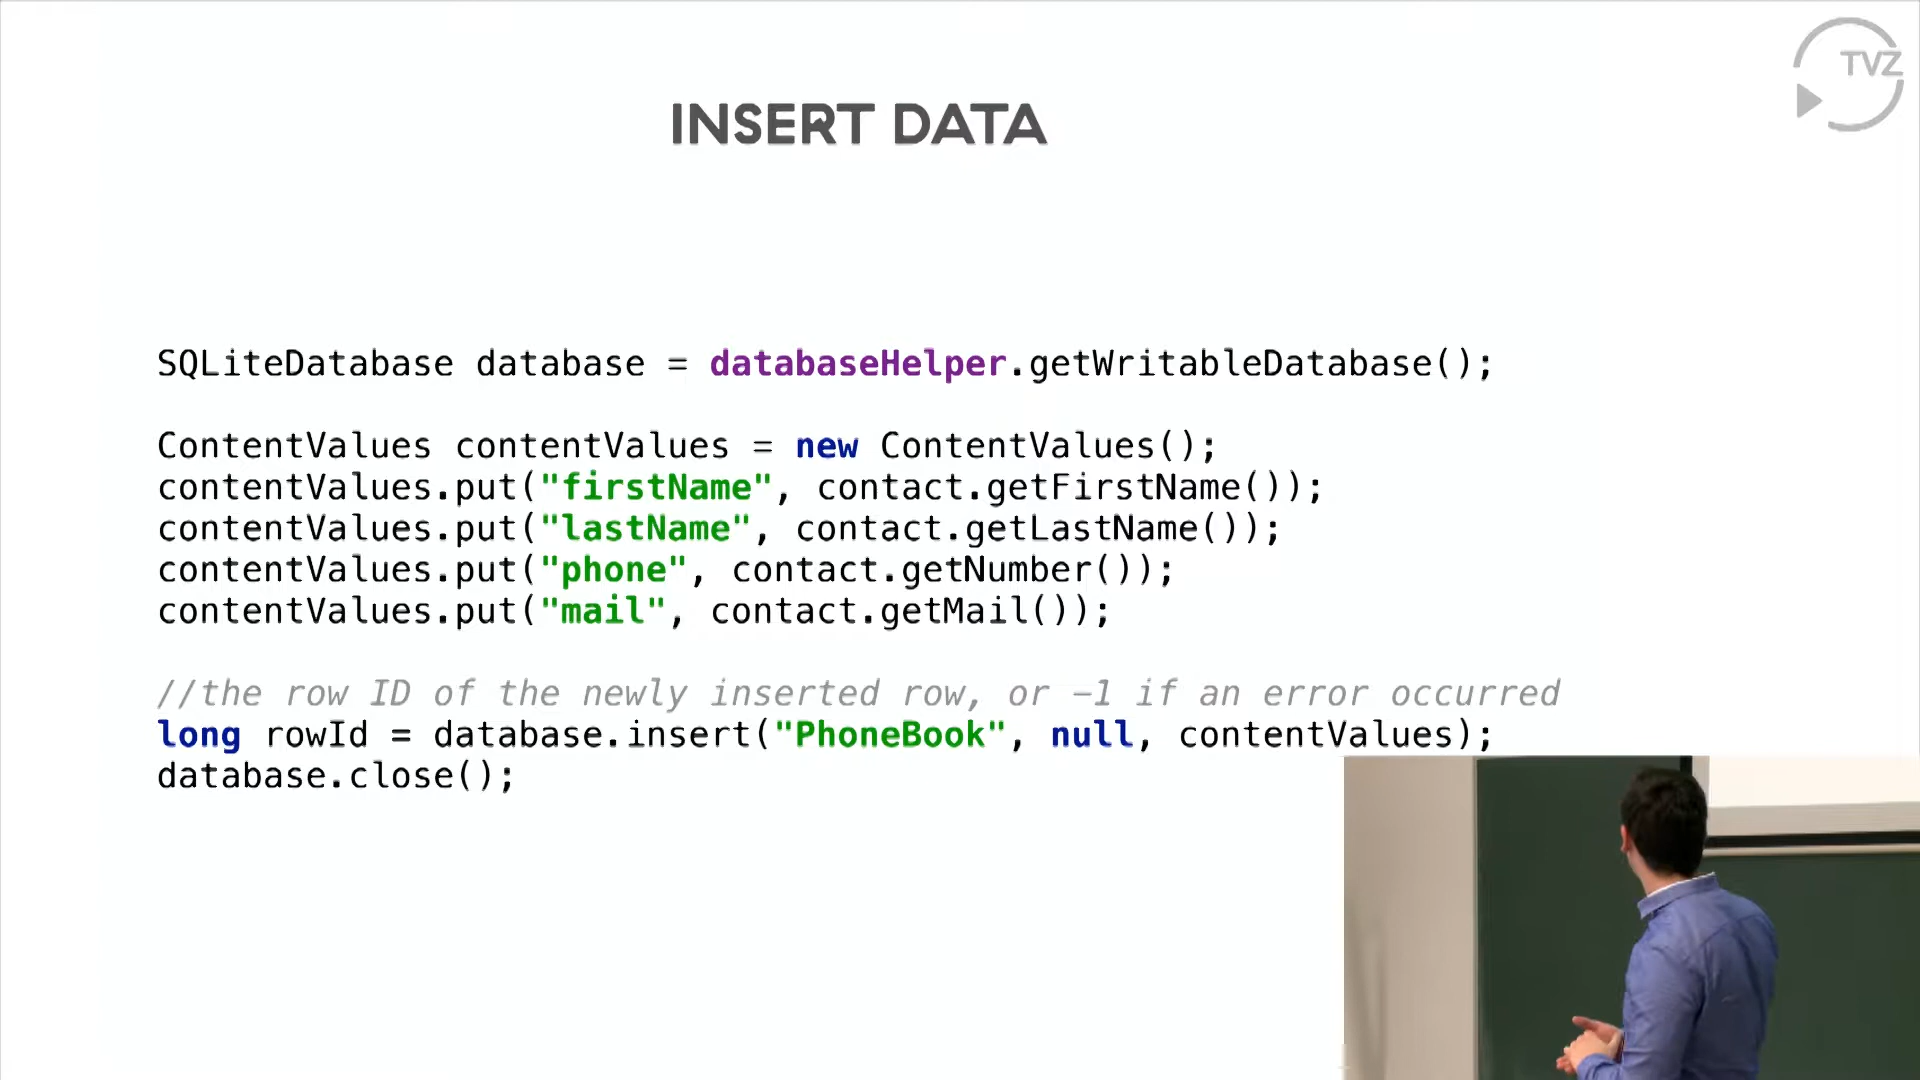 TVZ
INSERT DATA
SQLiteDatabase database = databaseHelper.getWritableDatabase();
ContentValues contentValues = new ContentValues();
contentValues.put("firstName", contact.getFirstName());
contentValues.put("lastName", contact.getLastName());
contentValues.put("phone", contact.getNumber());
contentValues.put("mail", contact.getMail());
//the row ID of the newly inserted row, or –1 if an error occurred
long rowId = database.insert("PhoneBook", null, contentValues);
database.close();